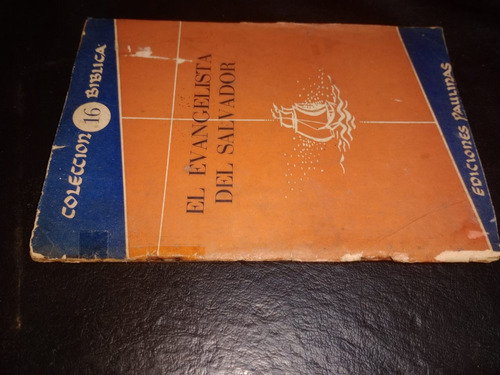 COLECCION 16 BIBLICA
EL EVANGELISTA
DEL SALVADOR
EDICIONES PAULINAS